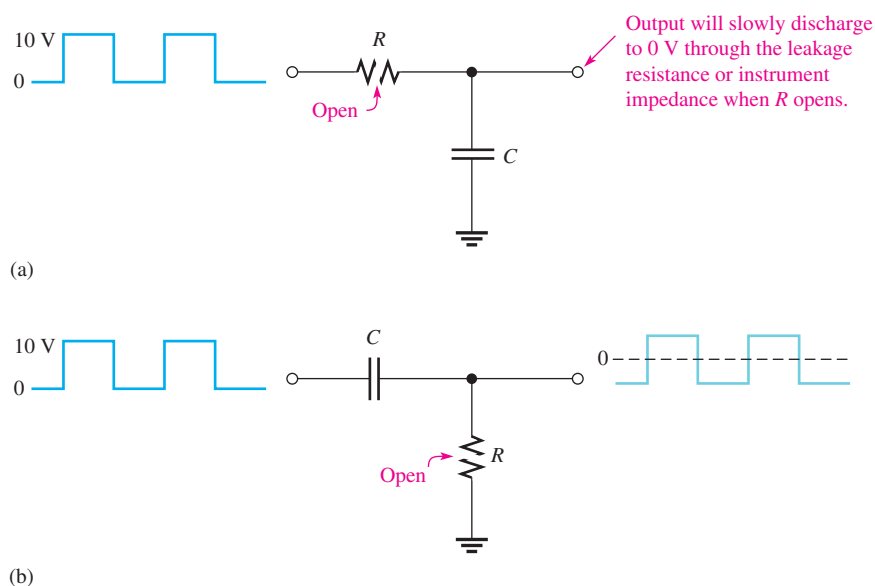 10 V
0
R
Open
C
Output will slowly discharge
to 0 V through the leakage
resistance or instrument
impedance when R opens.
(a)
10 V
0
C
R
Open
0
(b)